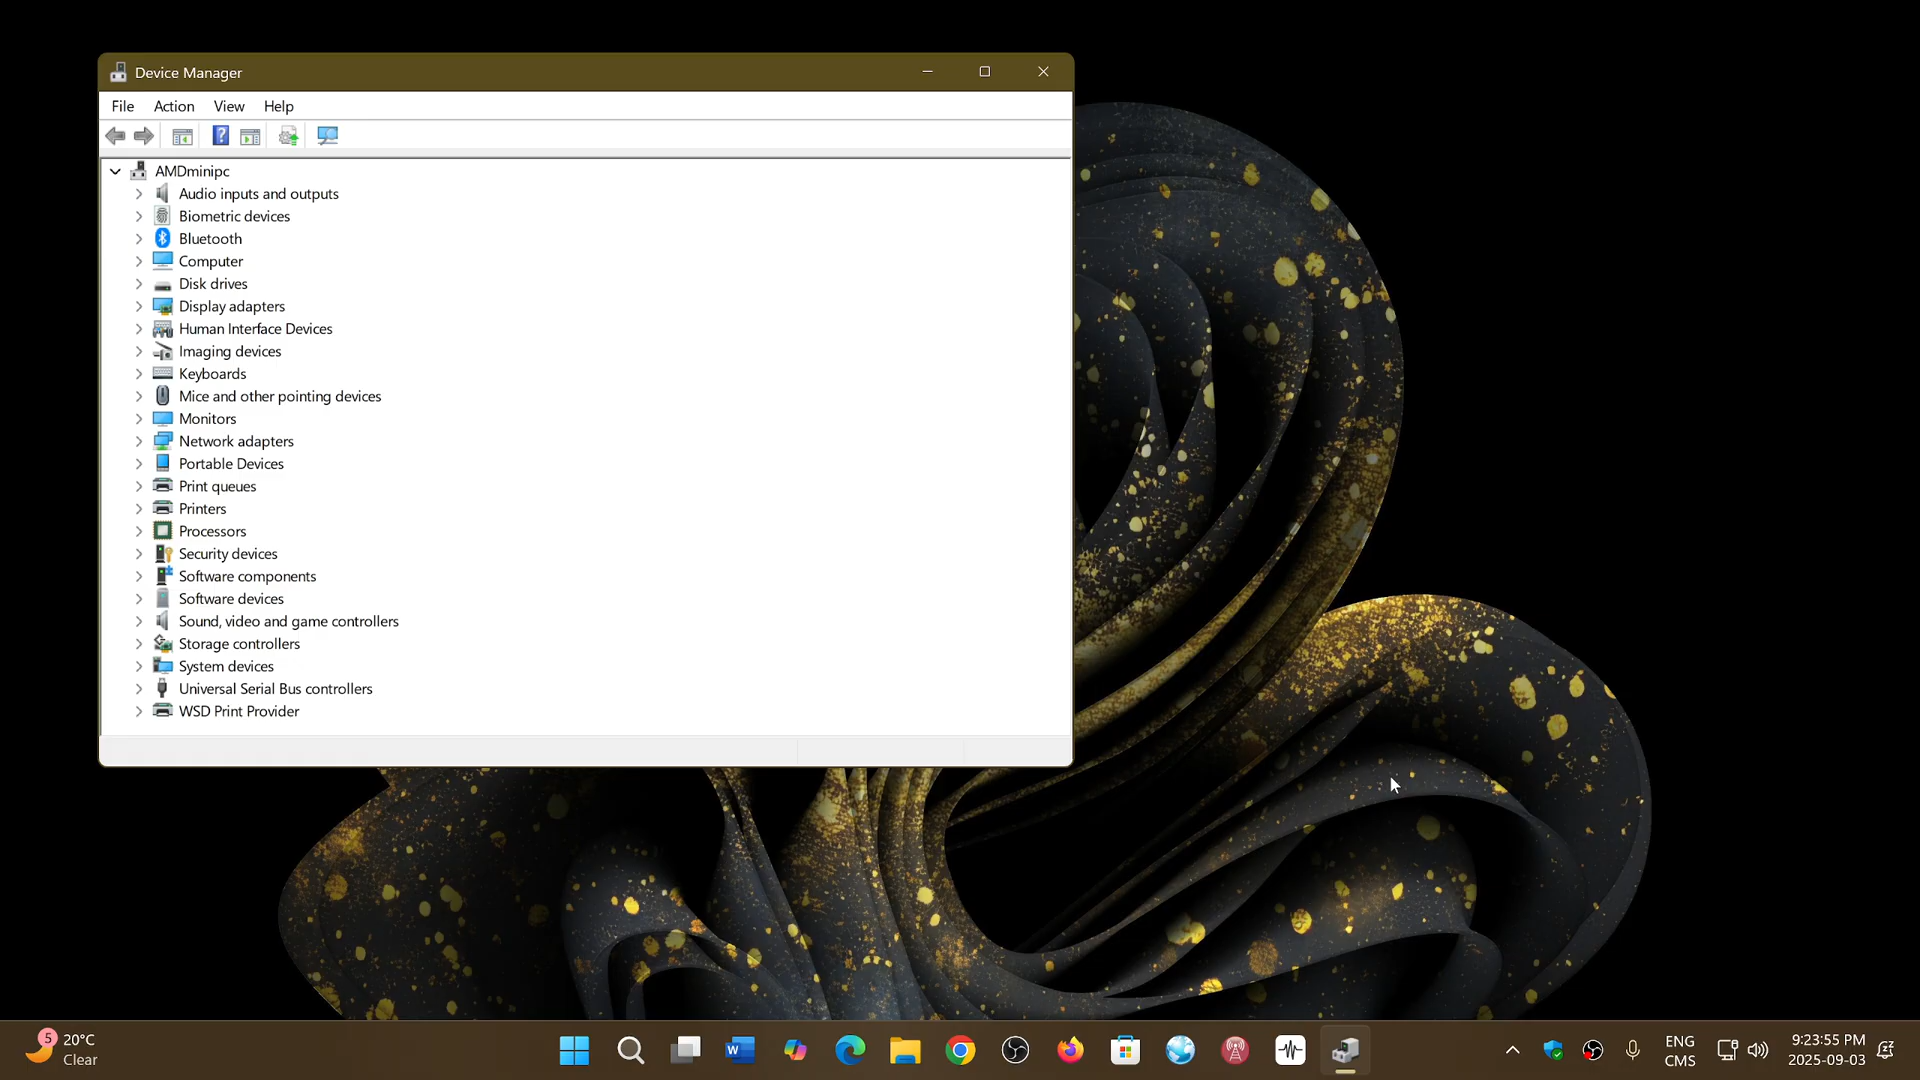 Device Manager
File Action View Help
AMDminipc
Audio inputs and outputs
Biometric devices
Bluetooth
Computer
Disk drives
Display adapters
Human Interface Devices
Imaging devices
Keyboards
Mice and other pointing devices
Monitors
Network adapters
Portable Devices
Print queues
Printers
Processors
Security devices
Software components
Software devices
Sound, video and game controllers
Storage controllers
System devices
Universal Serial Bus controllers
WSD Print Provider
5
20°C
Clear
W
ENG
CMS
9:23:55 PM
2025-09-03